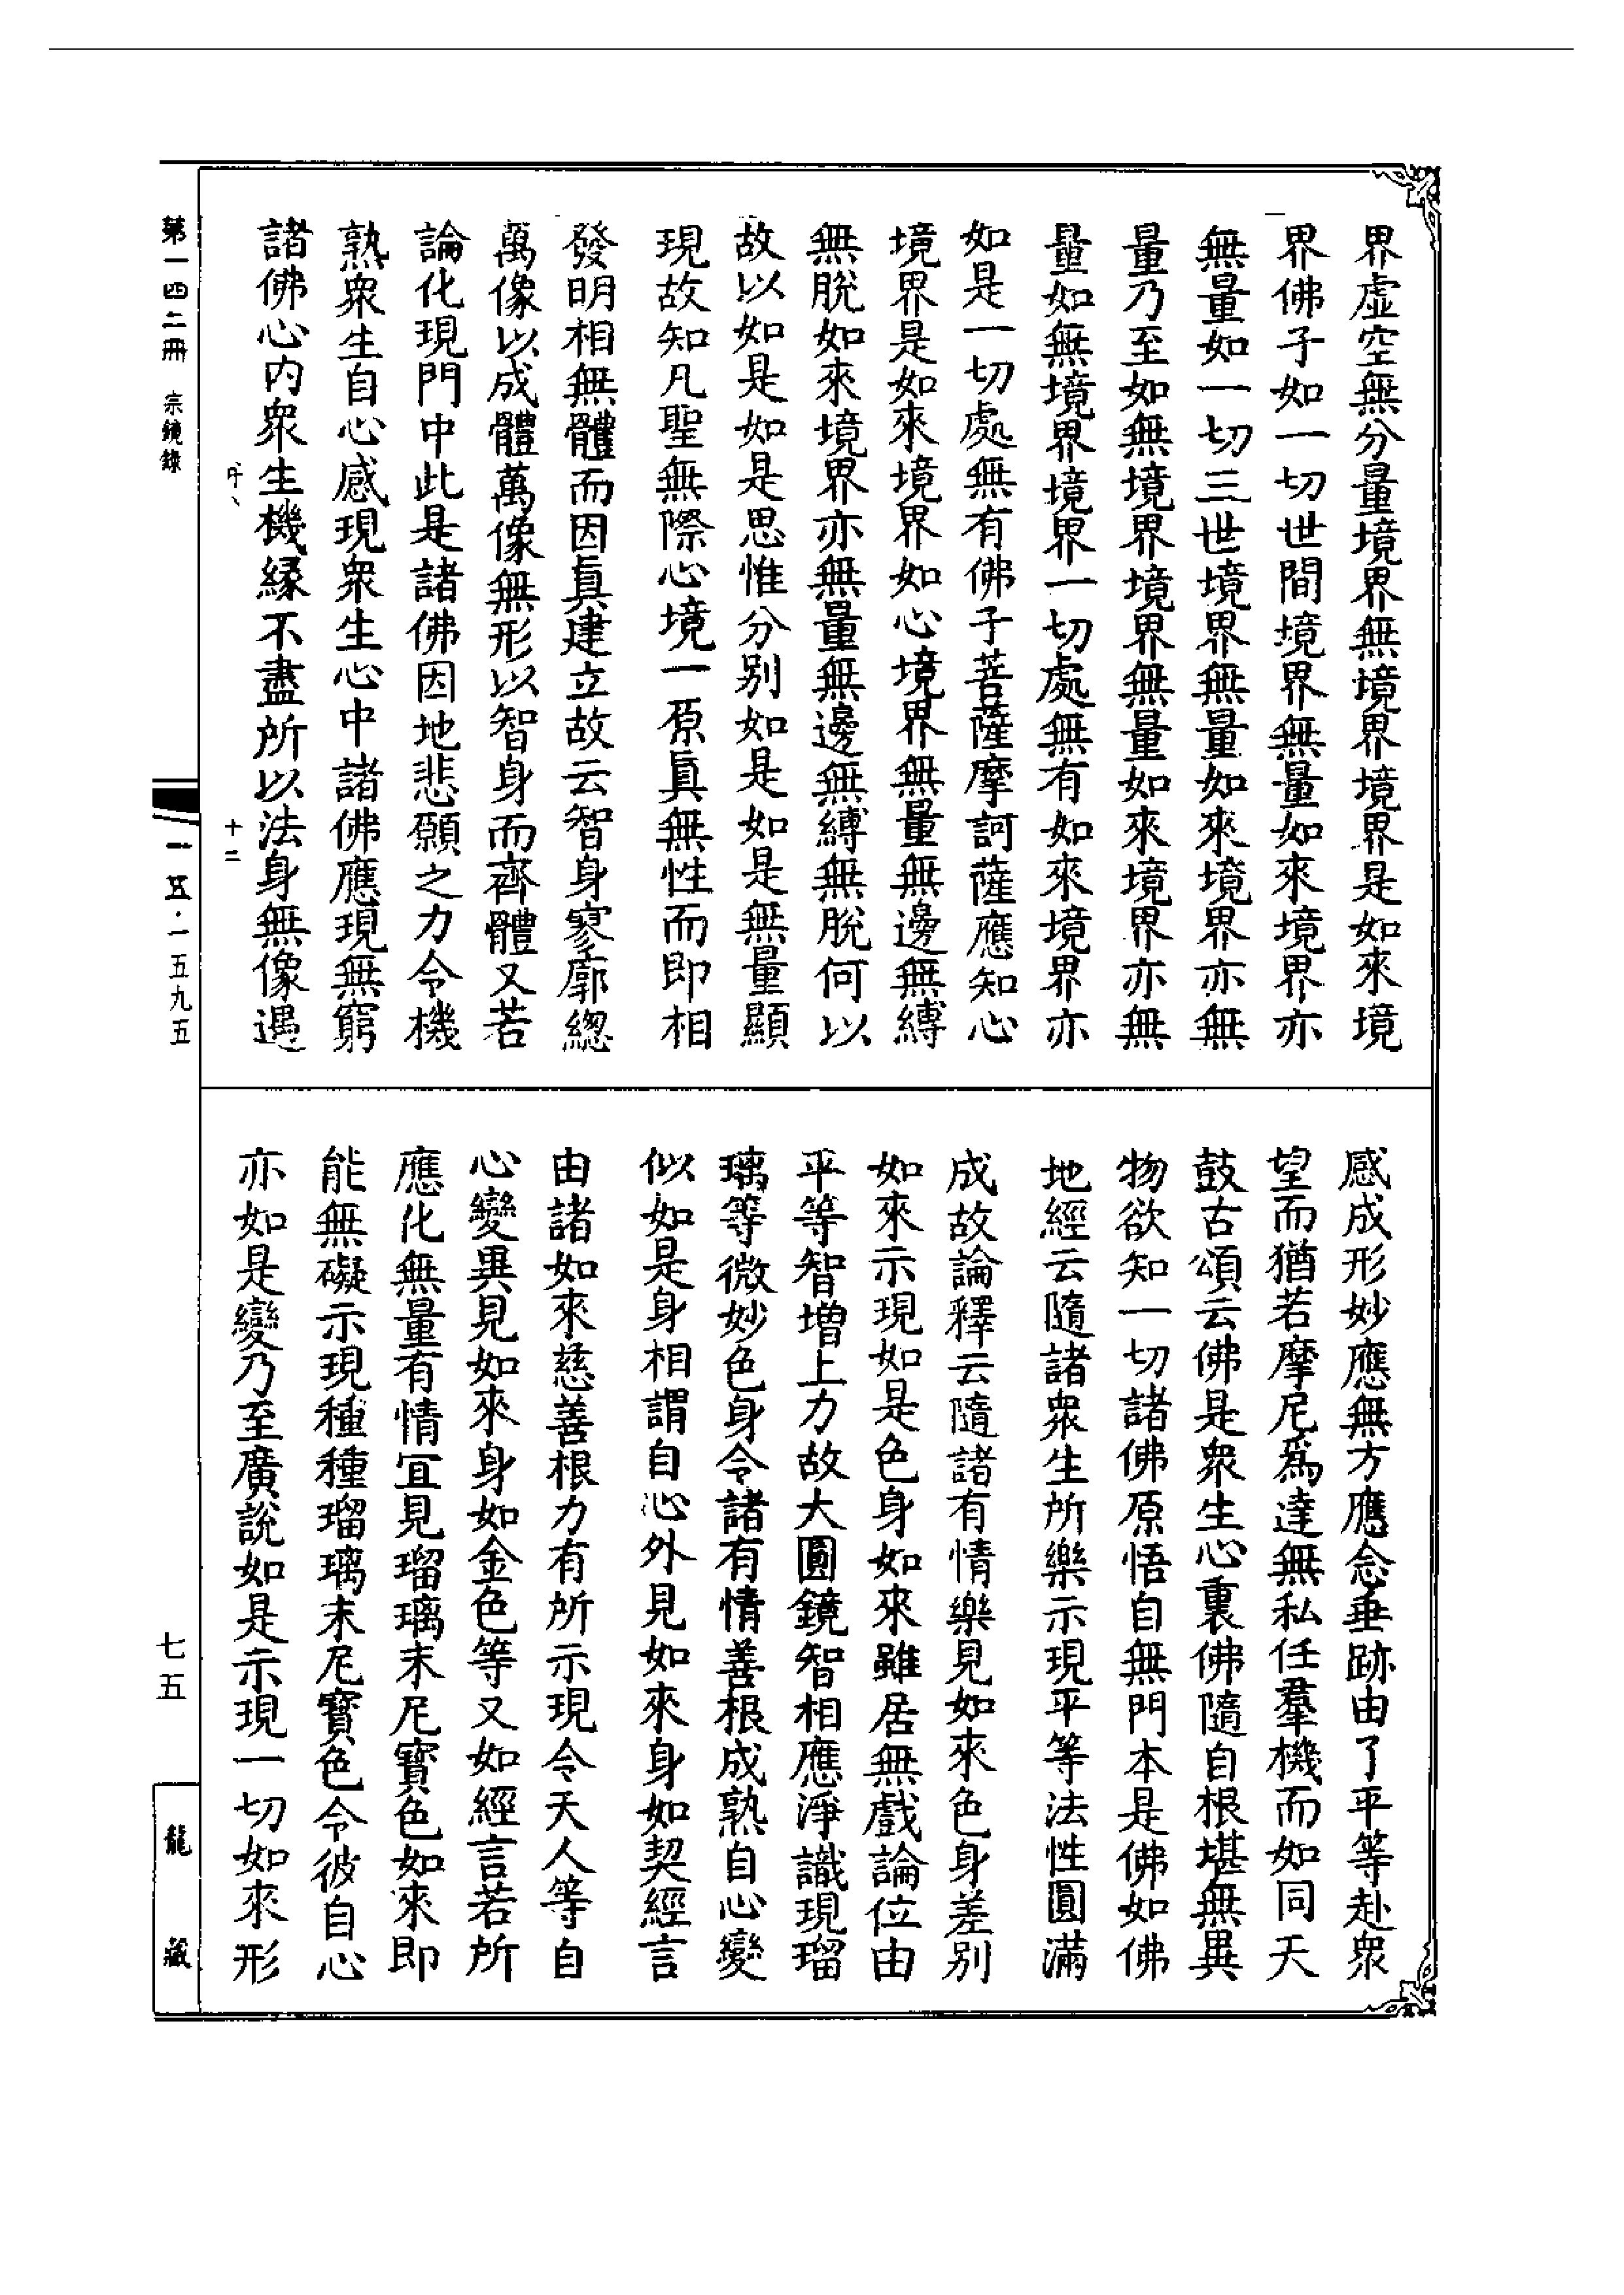 界虛空無分量境界無境界境界是如來境
界佛子如一切世間境界無量如來境界亦
無量如一切三世境界無量如來境界亦無
量乃至如無境界境界無量如來境界亦無
量如無境界境界一切處無有如來境界亦
如是一切處無有佛子菩薩摩訶薩應知心
境界是如來境界如心境界無量無邊無縛
無脫如來境界亦無量無邊無縛無脫何以
故以如是如是思惟分別如是如是無量顯
現故知凡聖無際心境一原真無性而即相
發明相無體而因真建立故云智身寥廓總
萬像以成體萬像無形以智身而齊體又若
論化現門中此是諸佛因地悲願之力令機
熟衆生自心感現衆生心中諸佛應現無窮
諸佛心內衆生機緣不盡所以法身無像遇
感成形妙應無方應念垂跡由了平等赴衆
望而猶若摩尼爲達無私任羣機而如同天
鼓古頌云佛是衆生心裏佛隨自根堪無異
物欲知一切諸佛原悟自無門本是佛如佛
地經云隨諸衆生所樂示現平等法性圓滿
成故論釋云隨諸有情樂見如來色身差別
如來示現如是色身如來雖居無戲論位由
平等智增上力故大圓鏡智相應淨識現瑠
璃等微妙色身令諸有情善根成熟自心變
似如是身相謂自心外見如來身如契經言
由諸如來慈善根力有所示現令天人等自
心變異見如來身如金色等又如經言若所
應化無量有情宜見瑠璃末尼寶色如來即
能無礙示現種種瑠璃末尼寶色令彼自心
亦如是變乃至廣說如是示現一切如來形
第一四二冊 宗鏡錄
十二
一五·一五九五
七五
龍藏